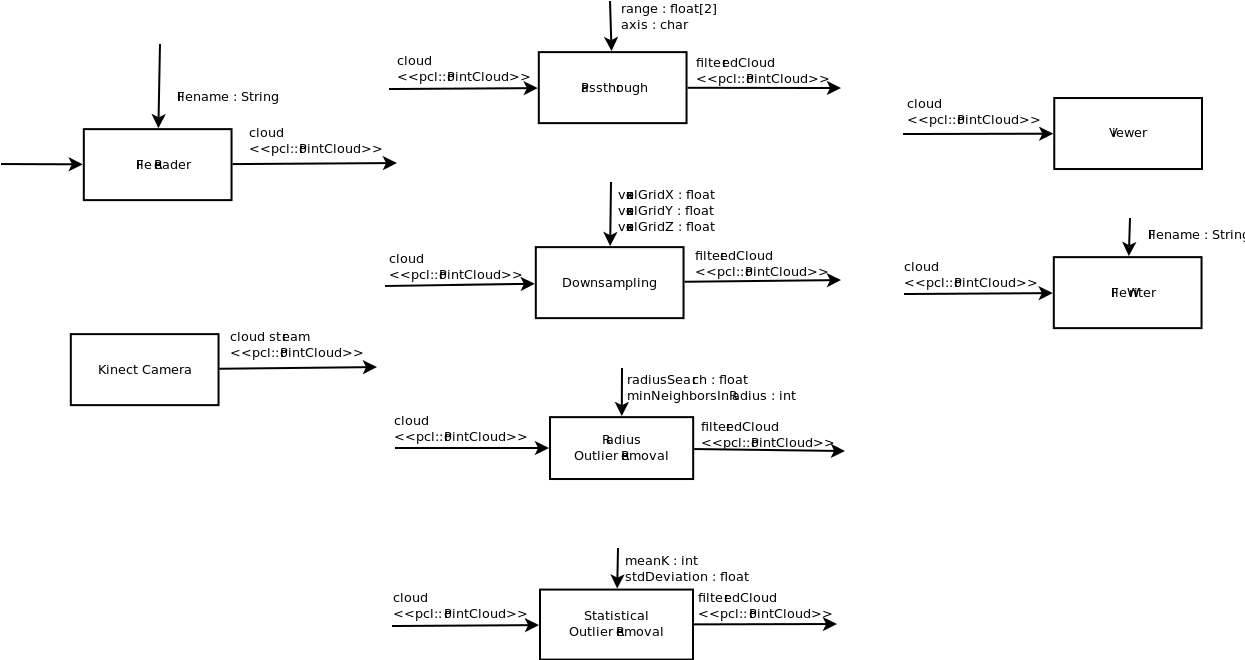 Filename : String
cloud
<<pcl::PointCloud>>
File Reader
cloud stream
<<pcl::PointCloud>>
Kinect Camera
range : float[2]
axis : char
cloud
<<pcl::PointCloud>>
Passthrough
filteredCloud
<<pcl::PointCloud>>
voxelGridX : float
voxelGridY : float
voxelGridZ : float
cloud
<<pcl::PointCloud>>
Downsampling
filteredCloud
<<pcl::PointCloud>>
radiusSearch : float
minNeighborsInRadius : int
cloud
<<pcl::PointCloud>>
Radius
Outlier Removal
filteredCloud
<<pcl::PointCloud>>
meanK : int
stdDeviation : float
cloud
<<pcl::PointCloud>>
Statistical
Outlier Removal
filteredCloud
<<pcl::PointCloud>>
cloud
<<pcl::PointCloud>>
Viewer
Filename : String
cloud
<<pcl::PointCloud>>
File Writer